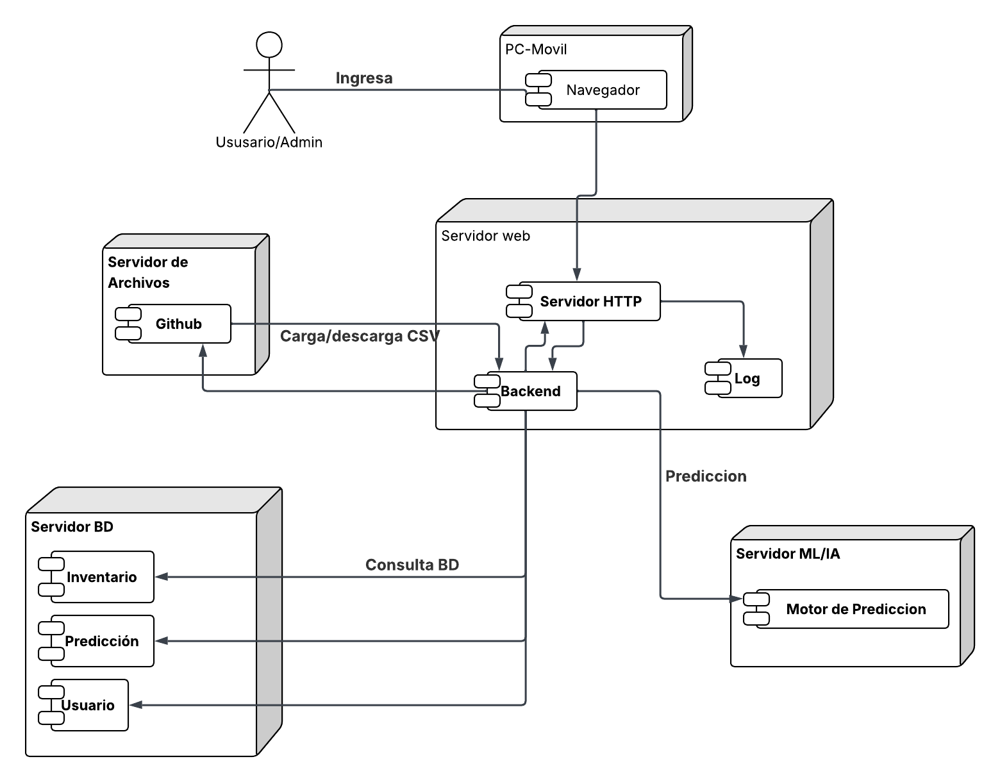 PC-Movil
Ingresa
Navegador
Ususario/Admin
Servidor web
Servidor de
Archivos
Servidor HTTP
Github
Carga/descarga CSV
Log
Backend
Prediccion
Servidor BD
Servidor ML/IA
Consulta BD
Inventario
Motor de Prediccion
Predicción
Usuario